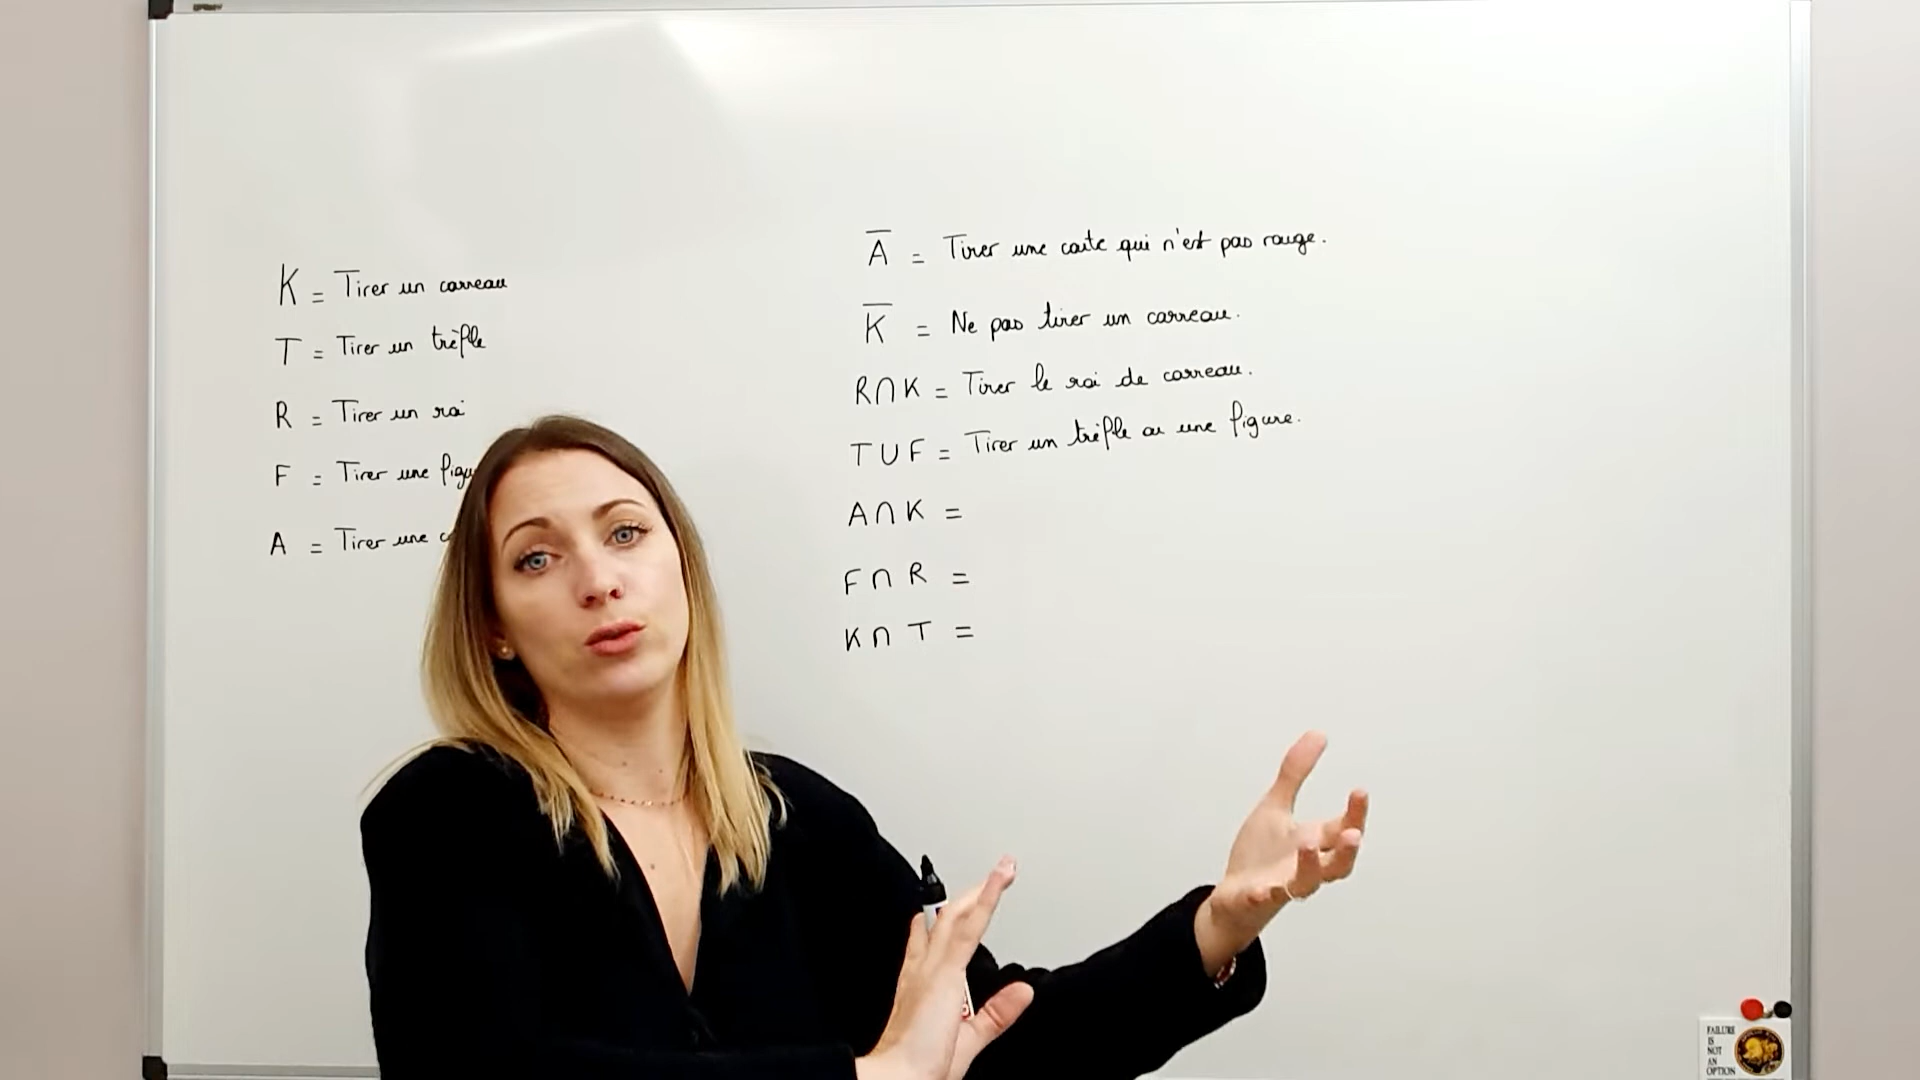 K = Tirer un carreau
T = Tirer un trèfle
R = Tirer un roi
F = Tirer une figu
A = Tirer une c
A̅ = Tirer une carte qui n'est pas rouge.
K̅ = Ne pas tirer un carreau.
R∩K = Tirer le roi de carreau.
T∪F = Tirer un trèfle ou une figure.
A∩K =
F∩R =
K∩T =
FAILURE
IS
NOT
AN
OPTION